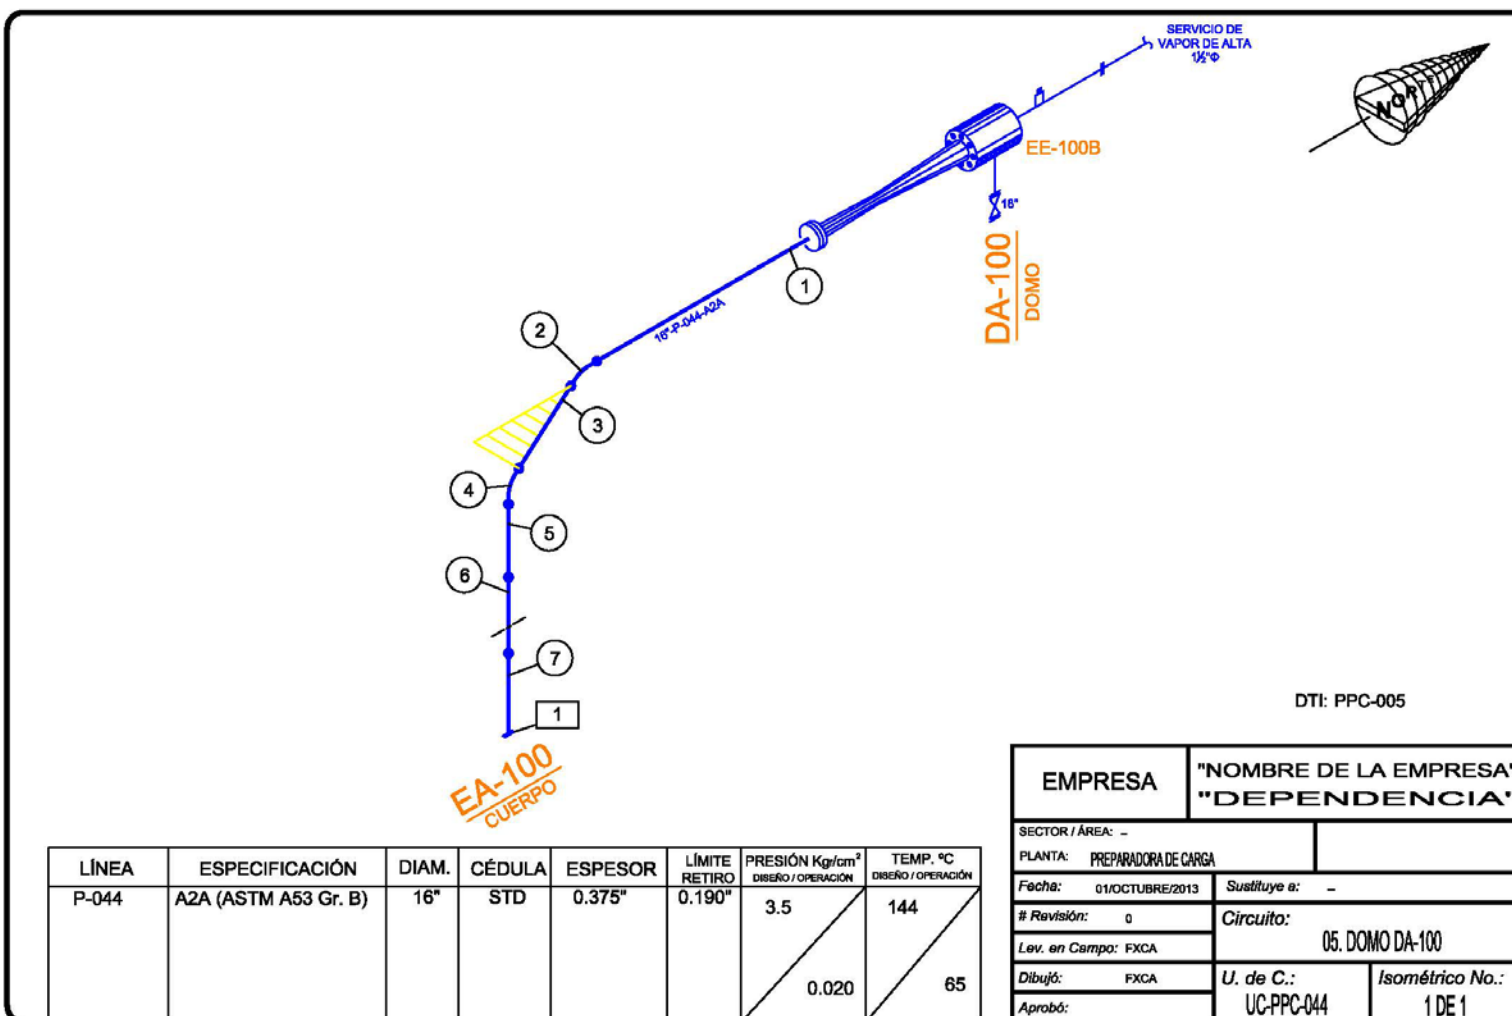 SERVICIO DE
VAPOR DE ALTA
1½"Φ
NORTE
EE-100B
16"
DA-100
DOMO
1
16"-P-044-A2A
2
3
4
5
6
7
1
EA-100
CUERPO
DTI: PPC-005
LÍNEA ESPECIFICACIÓN DIAM. CÉDULA ESPESOR LÍMITE RETIRO PRESIÓN Kg/cm² DISEÑO / OPERACIÓN TEMP. ºC DISEÑO / OPERACIÓN
P-044 A2A (ASTM A53 Gr. B) 16" STD 0.375" 0.190" 3.5 144
0.020 65
EMPRESA
"NOMBRE DE LA EMPRESA"
"DEPENDENCIA"
SECTOR / ÁREA: -
PLANTA: PREPARADORA DE CARGA
Fecha: 01/OCTUBRE/2013 Sustituye a: -
# Revisión: 0
Circuito:
05. DOMO DA-100
Lev. en Campo: FXCA
Dibujó: FXCA
U. de C.:
UC-PPC-044
Isométrico No.:
1 DE 1
Aprobó: